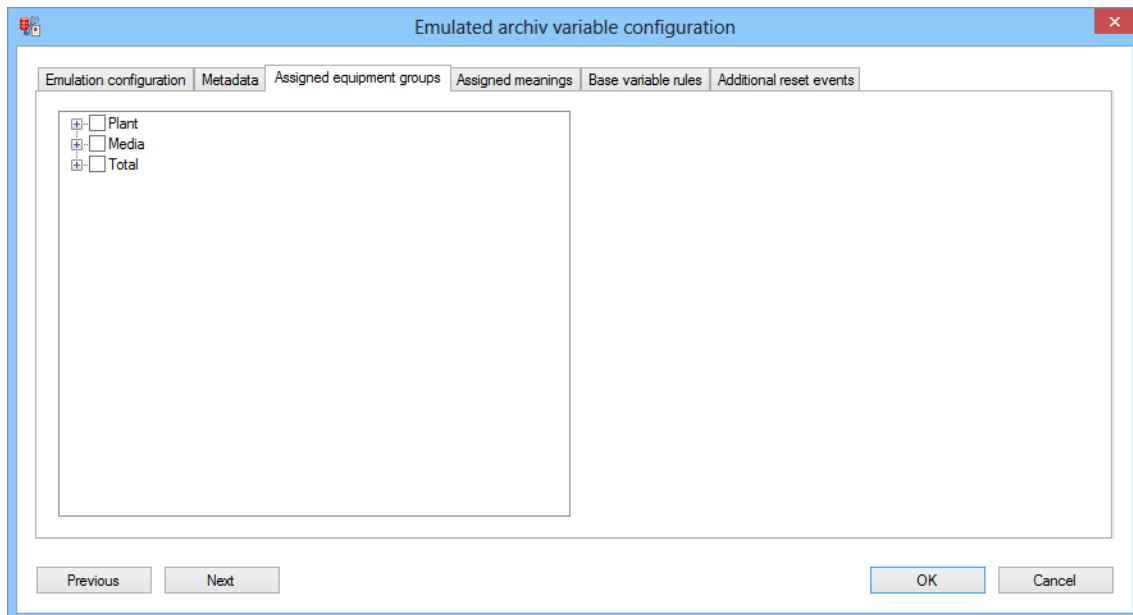 Emulated archiv variable configuration
Emulation configuration Metadata Assigned equipment groups Assigned meanings Base variable rules Additional reset events
Plant
Media
Total
Previous Next OK Cancel